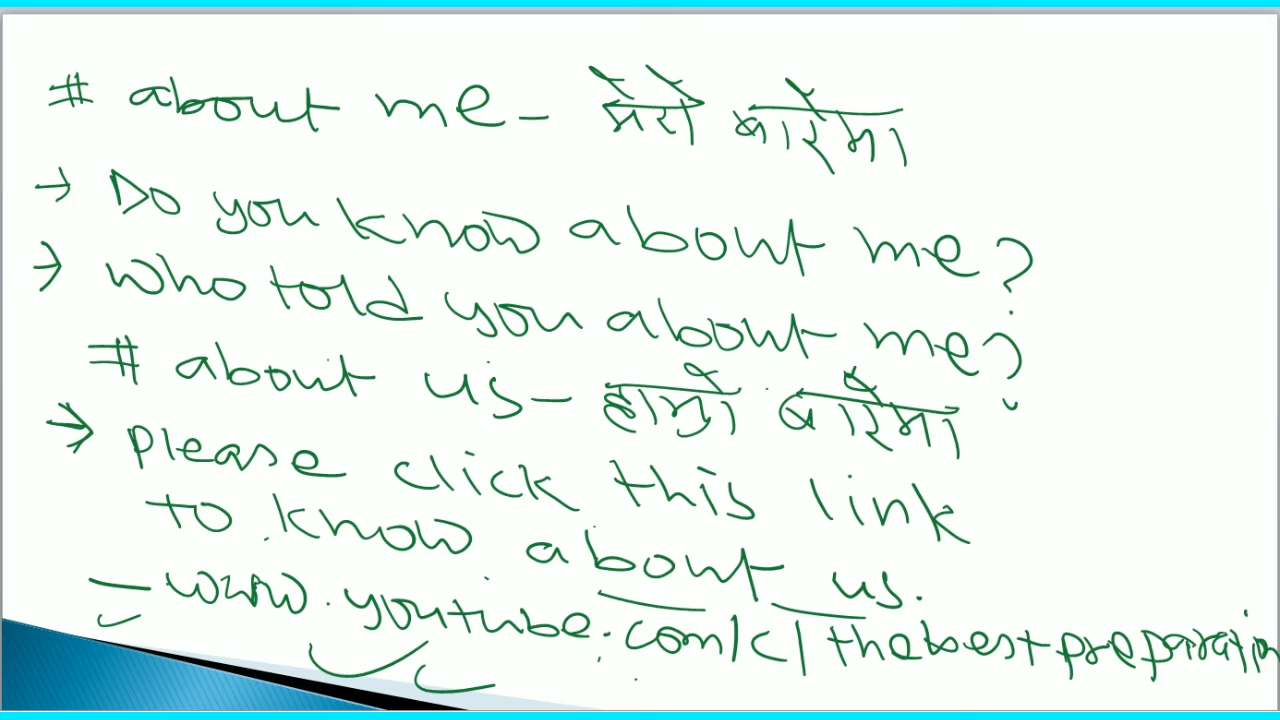 # about me - मेरो बारेमा
→ Do you know about me?
→ who told you about me?
# about us - हाम्रो बारेमा
→ please click this link
to know about us.
- www.youtube.com/c/thebestpreparation